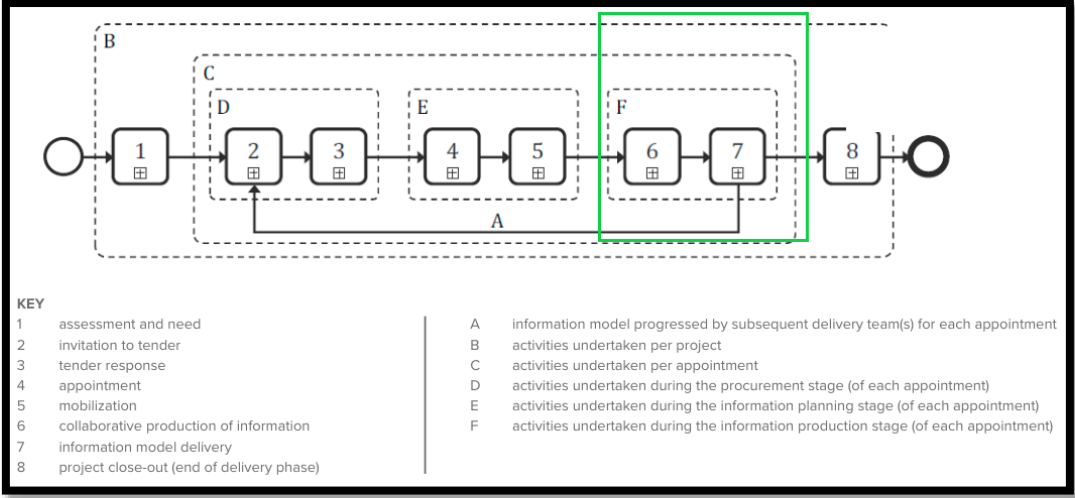 B
C
D E F
1 2 3 4 5 6 7 8
A
KEY
1 assessment and need
2 invitation to tender
3 tender response
4 appointment
5 mobilization
6 collaborative production of information
7 information model delivery
8 project close-out (end of delivery phase)
A information model progressed by subsequent delivery team(s) for each appointment
B activities undertaken per project
C activities undertaken per appointment
D activities undertaken during the procurement stage (of each appointment)
E activities undertaken during the information planning stage (of each appointment)
F activities undertaken during the information production stage (of each appointment)